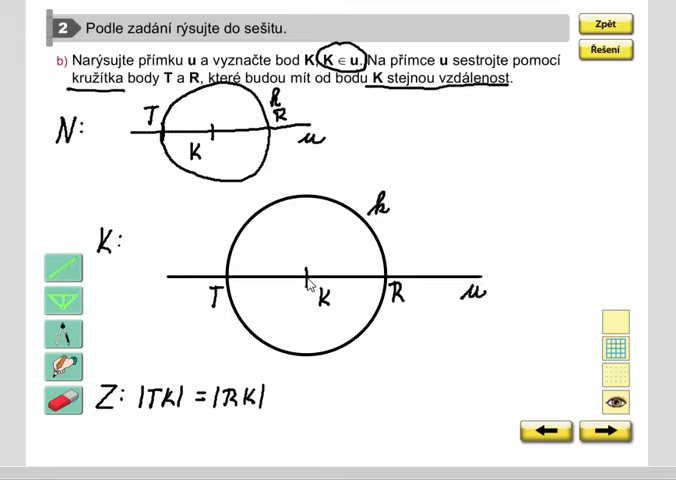 2 Podle zadání rýsujte do sešitu.
Zpět
Řešení
b) Narýsujte přímku u a vyznačte bod K, K ∈ u. Na přímce u sestrojte pomocí
kružítka body T a R, které budou mít od bodu K stejnou vzdálenost.
N:
T
k
R
K
u
K:
k
T
K
R
u
Z: |TK| = |RK|